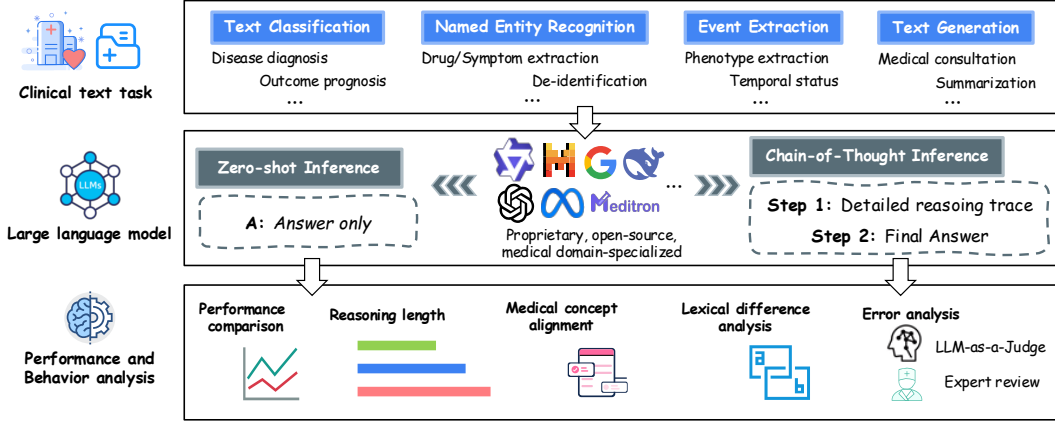 Clinical text task
Text Classification
Disease diagnosis
Outcome prognosis
...
Named Entity Recognition
Drug/Symptom extraction
De-identification
...
Event Extraction
Phenotype extraction
Temporal status
...
Text Generation
Medical consultation
Summarization
...
Large language model
LLMs
Zero-shot Inference
A: Answer only
...
Meditron
Proprietary, open-source,
medical domain-specialized
Chain-of-Thought Inference
Step 1: Detailed reasoing trace
Step 2: Final Answer
Performance and
Behavior analysis
Performance
comparison
Reasoning length
Medical concept
alignment
Lexical difference
analysis
a
b
Error analysis
LLM-as-a-Judge
Expert review